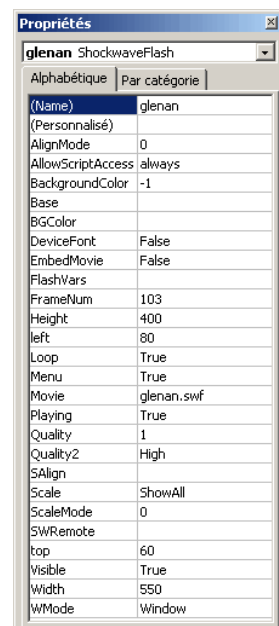 Propriétés
glenan ShockwaveFlash
Alphabétique Par catégorie
(Name) glenan
(Personnalisé)
AlignMode 0
AllowScriptAccess always
BackgroundColor -1
Base
BGColor
DeviceFont False
EmbedMovie False
FlashVars
FrameNum 103
Height 400
left 80
Loop True
Menu True
Movie glenan.swf
Playing True
Quality 1
Quality2 High
SAlign
Scale ShowAll
ScaleMode 0
SWRemote
top 60
Visible True
Width 550
WMode Window